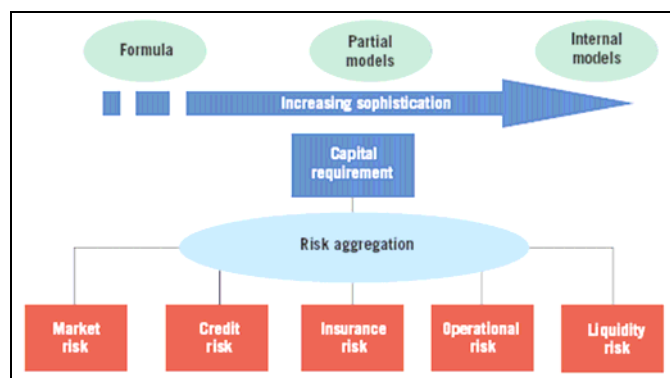 Formula
Partial
models
Internal
models
Increasing sophistication
Capital
requirement
Risk aggregation
Market
risk
Credit
risk
Insurance
risk
Operational
risk
Liquidity
risk